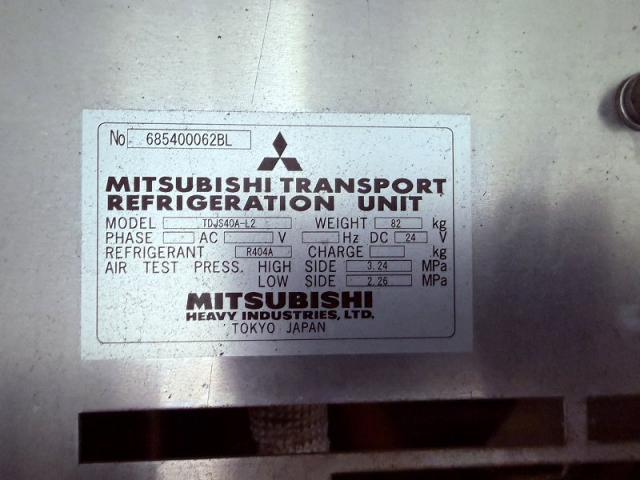 No 685400062BL
MITSUBISHI TRANSPORT
REFRIGERATION UNIT
MODEL TDJS40A-L2 WEIGHT 82 kg
PHASE AC V Hz DC 24 V
REFRIGERANT R404A CHARGE kg
AIR TEST PRESS. HIGH SIDE 3.24 MPa
LOW SIDE 2.26 MPa
MITSUBISHI
HEAVY INDUSTRIES, LTD.
TOKYO JAPAN